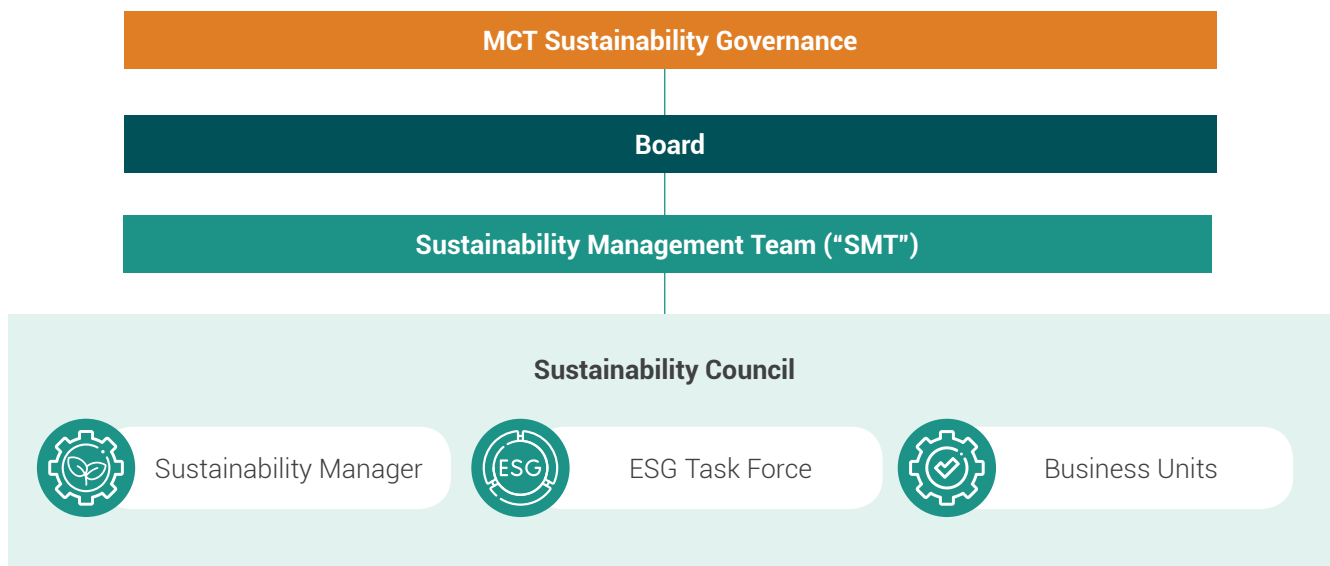 MCT Sustainability Governance
Board
Sustainability Management Team (“SMT”)
Sustainability Council
Sustainability Manager
ESG
ESG Task Force
Business Units